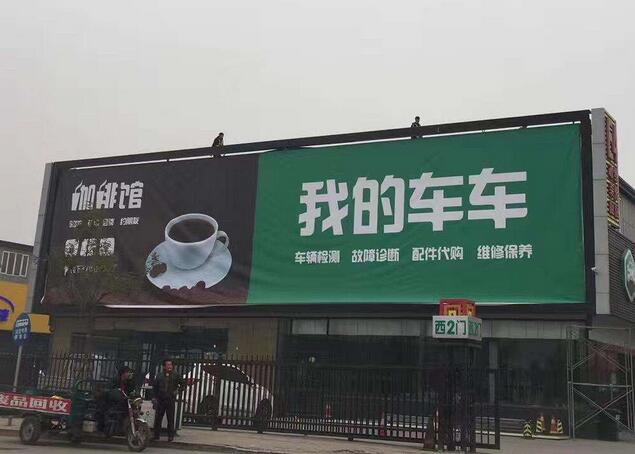 咖啡馆
我的车车
车辆检测 故障诊断 配件代购 维修保养
西2门
废品回收